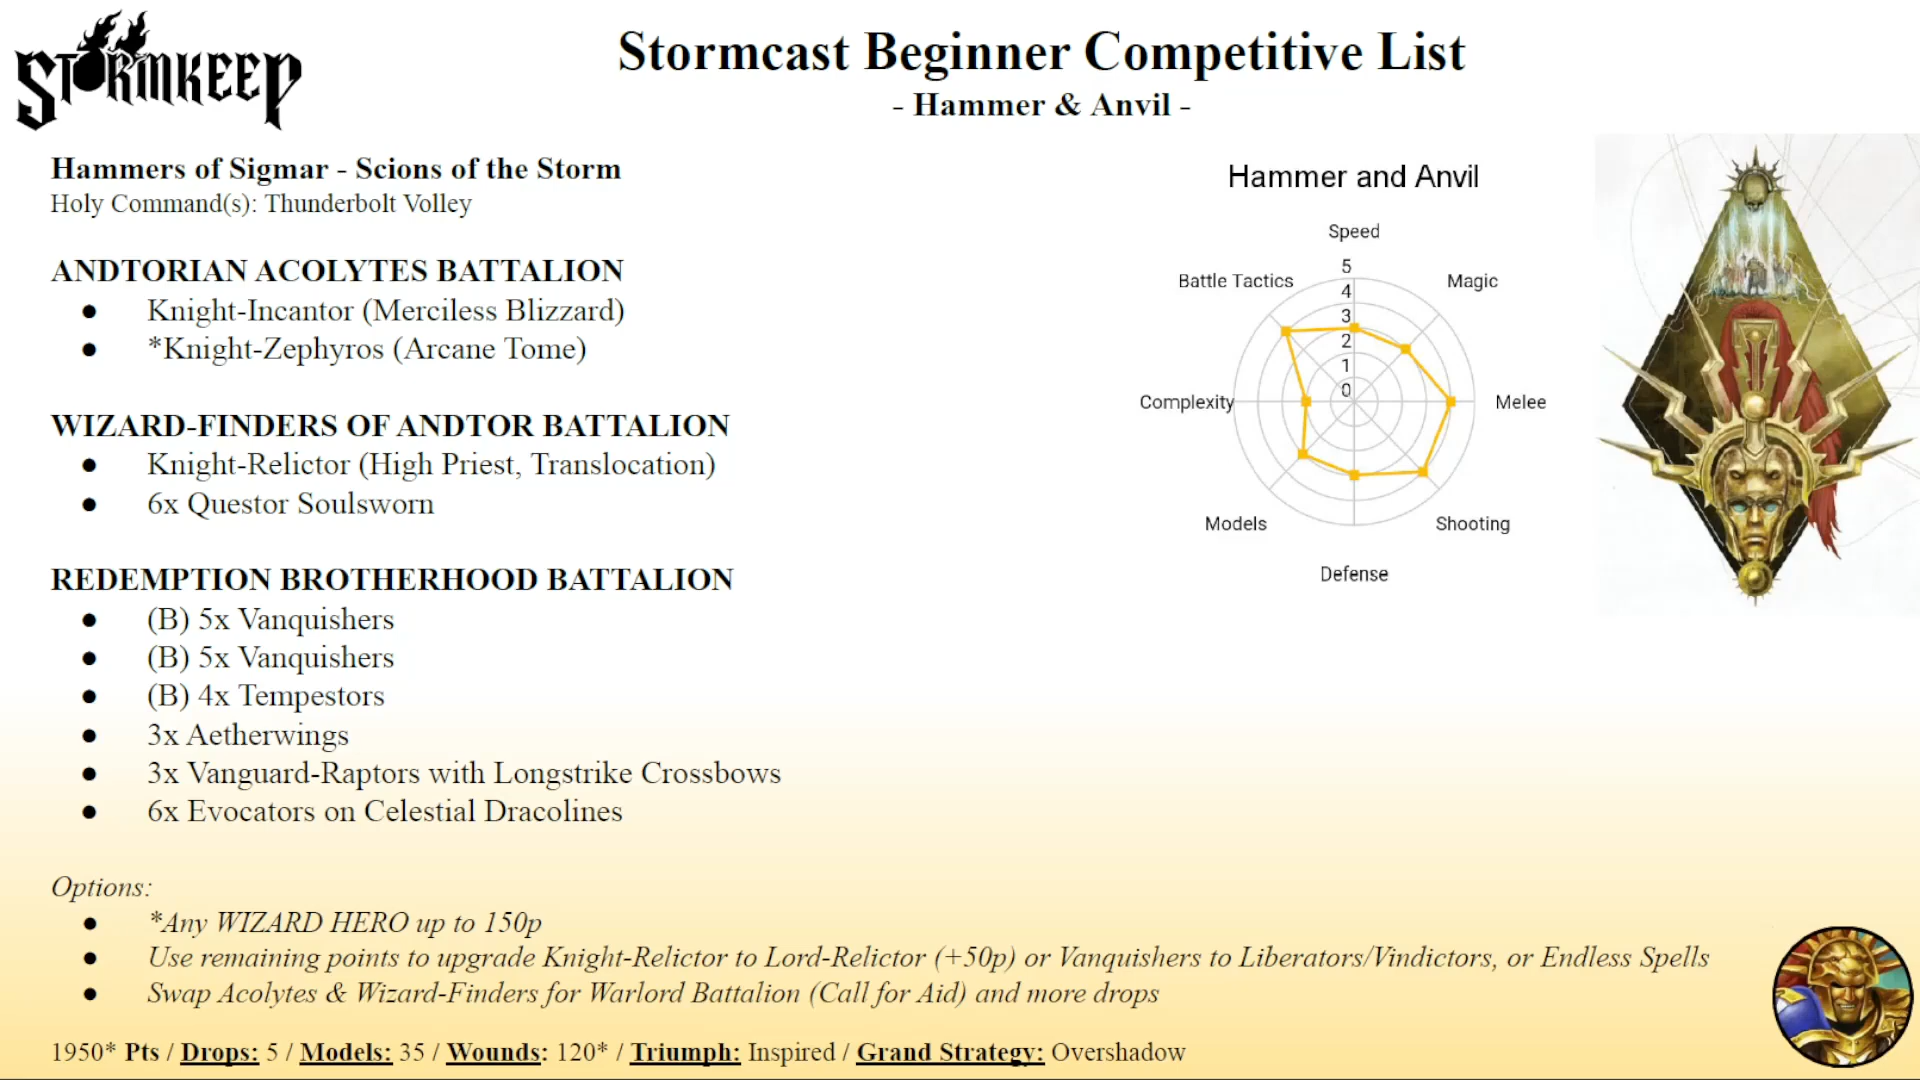 STORMKEEP
Stormcast Beginner Competitive List
- Hammer & Anvil -
Hammers of Sigmar - Scions of the Storm
Holy Command(s): Thunderbolt Volley
ANDTORIAN ACOLYTES BATTALION
● Knight-Incantor (Merciless Blizzard)
● *Knight-Zephyros (Arcane Tome)
WIZARD-FINDERS OF ANDTOR BATTALION
● Knight-Relictor (High Priest, Translocation)
● 6x Questor Soulsworn
REDEMPTION BROTHERHOOD BATTALION
● (B) 5x Vanquishers
● (B) 5x Vanquishers
● (B) 4x Tempestors
● 3x Aetherwings
● 3x Vanguard-Raptors with Longstrike Crossbows
● 6x Evocators on Celestial Dracolines
Options:
● *Any WIZARD HERO up to 150p
● Use remaining points to upgrade Knight-Relictor to Lord-Relictor (+50p) or Vanquishers to Liberators/Vindictors, or Endless Spells
● Swap Acolytes & Wizard-Finders for Warlord Battalion (Call for Aid) and more drops
1950* Pts / Drops: 5 / Models: 35 / Wounds: 120* / Triumph: Inspired / Grand Strategy: Overshadow
Hammer and Anvil
Speed
Battle Tactics
Magic
5
4
3
2
1
0
Complexity
Melee
Models
Shooting
Defense